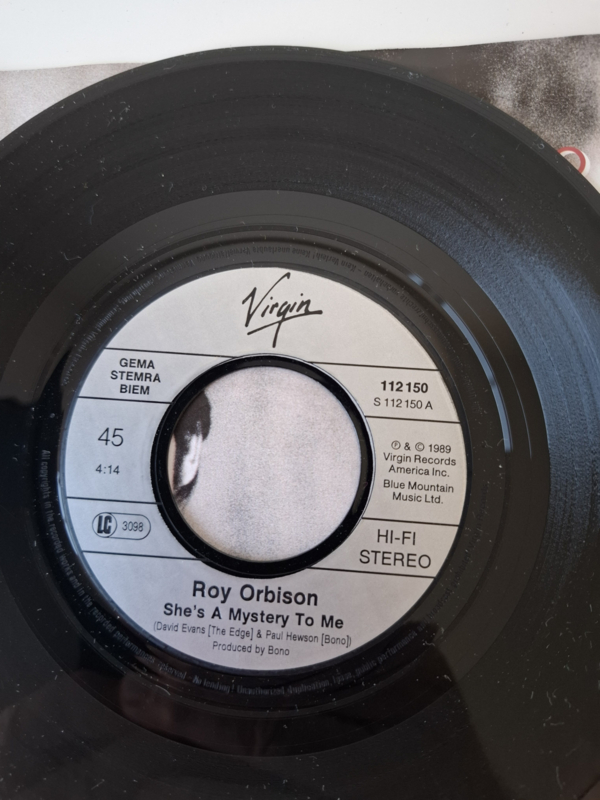 Virgin
GEMA
STEMRA
BIEM
45
4:14
LC 3098
112 150
S 112 150 A
℗ & © 1989
Virgin Records
America Inc.
Blue Mountain
Music Ltd.
HI-FI
STEREO
Roy Orbison
She's A Mystery To Me
(David Evans [The Edge] & Paul Hewson [Bono])
Produced by Bono